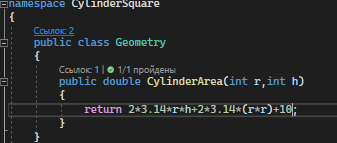 namespace CylinderSquare
{
Ссылок: 2
public class Geometry
{
Ссылок: 1 | 1/1 пройдены
public double CylinderArea(int r,int h)
{
return 2*3.14*r*h+2*3.14*(r*r)+10;
}
}